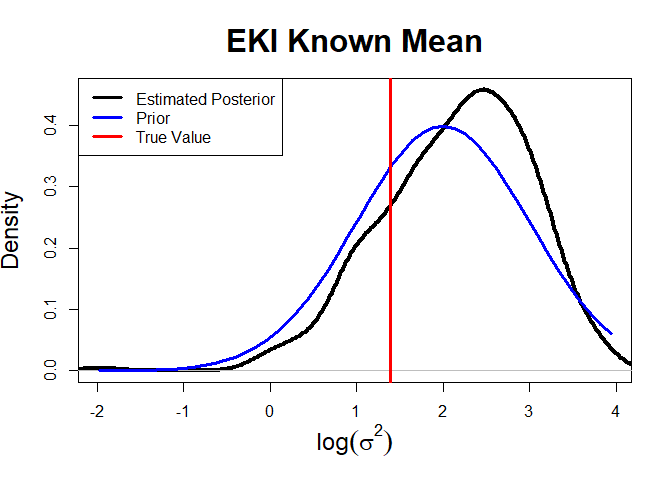 EKI Known Mean
Estimated Posterior
Prior
True Value
Density
0.4
0.3
0.2
0.1
0.0
-2 -1 0 1 2 3 4
log(σ²)